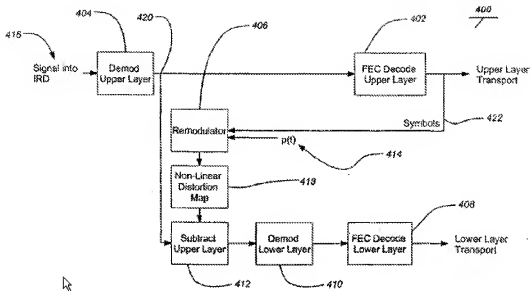 420
406
400
404
402
416
Signal into
IRD
Demod
Upper Layer
FEC Decode
Upper Layer
Upper Layer
Transport
Symbols
422
Remodulator
p(t)
414
Non-Linear
Distortion
Map
418
408
Subtract
Upper Layer
Demod
Lower Layer
FEC Decode
Lower Layer
Lower Layer
Transport
412
410